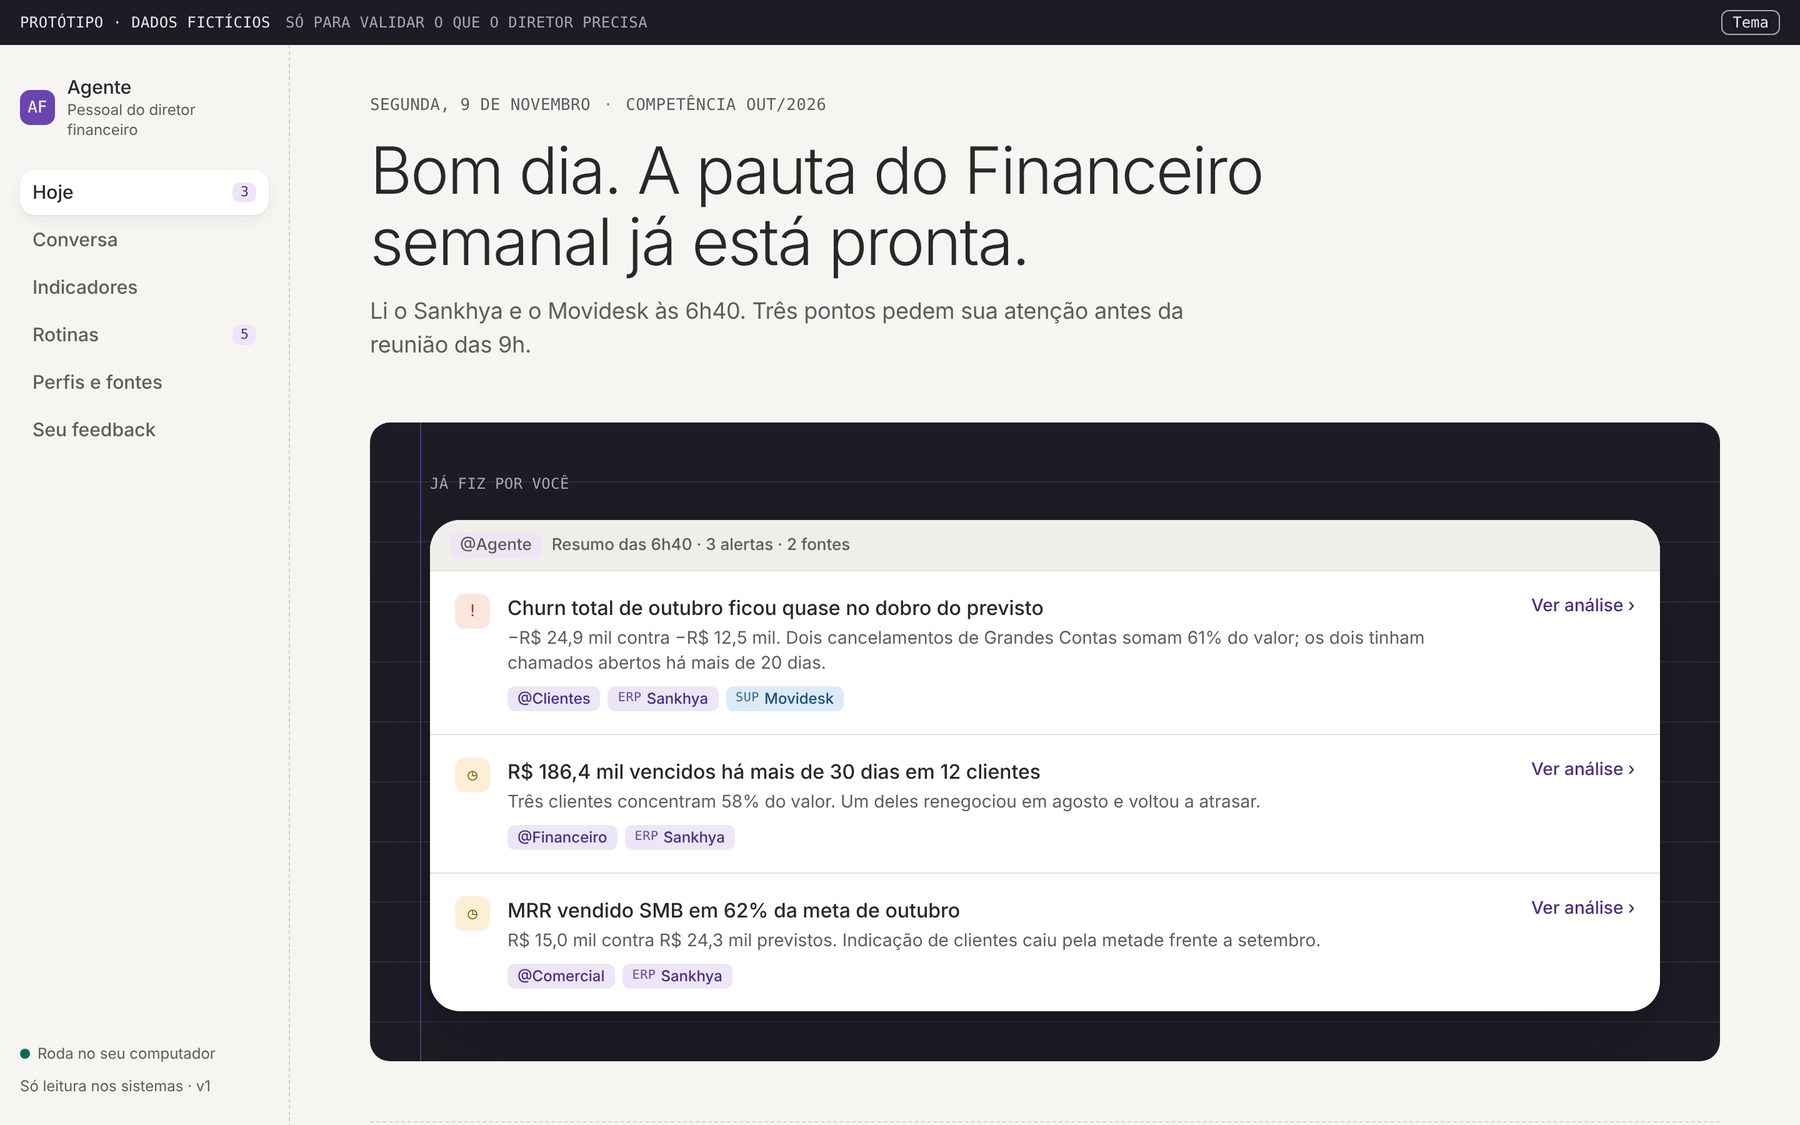 PROTÓTIPO · DADOS FICTÍCIOS SÓ PARA VALIDAR O QUE O DIRETOR PRECISA
Tema
AF
Agente
Pessoal do diretor
financeiro
Hoje 3
Conversa
Indicadores
Rotinas 5
Perfis e fontes
Seu feedback
Roda no seu computador
Só leitura nos sistemas · v1
SEGUNDA, 9 DE NOVEMBRO · COMPETÊNCIA OUT/2026
Bom dia. A pauta do Financeiro
semanal já está pronta.
Li o Sankhya e o Movidesk às 6h40. Três pontos pedem sua atenção antes da
reunião das 9h.
JÁ FIZ POR VOCÊ
@Agente Resumo das 6h40 · 3 alertas · 2 fontes
! Churn total de outubro ficou quase no dobro do previsto Ver análise ›
−R$ 24,9 mil contra −R$ 12,5 mil. Dois cancelamentos de Grandes Contas somam 61% do valor; os dois tinham
chamados abertos há mais de 20 dias.
@Clientes ERP Sankhya SUP Movidesk
◷ R$ 186,4 mil vencidos há mais de 30 dias em 12 clientes Ver análise ›
Três clientes concentram 58% do valor. Um deles renegociou em agosto e voltou a atrasar.
@Financeiro ERP Sankhya
◷ MRR vendido SMB em 62% da meta de outubro Ver análise ›
R$ 15,0 mil contra R$ 24,3 mil previstos. Indicação de clientes caiu pela metade frente a setembro.
@Comercial ERP Sankhya